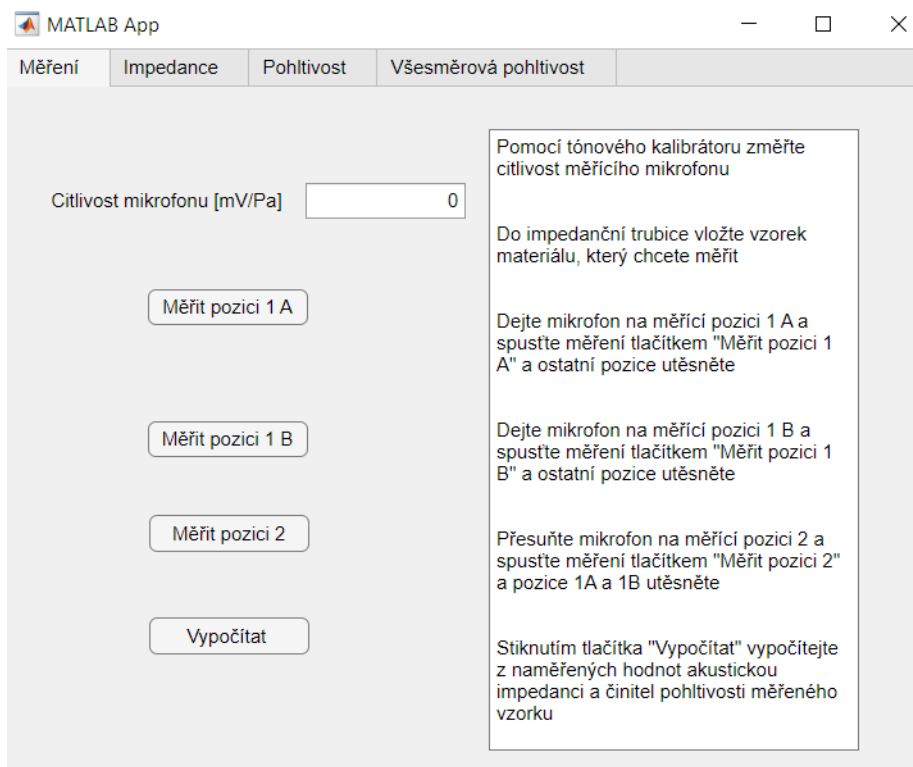 MATLAB App
Měření
Impedance
Pohltivost
Všesměrová pohltivost
Citlivost mikrofonu [mV/Pa]
0
Měřit pozici 1 A
Měřit pozici 1 B
Měřit pozici 2
Vypočítat
Pomocí tónového kalibrátoru změřte
citlivost měřícího mikrofonu
Do impedanční trubice vložte vzorek
materiálu, který chcete měřit
Dejte mikrofon na měřící pozici 1 A a
spusťte měření tlačítkem "Měřit pozici 1
A" a ostatní pozice utěsněte
Dejte mikrofon na měřící pozici 1 B a
spusťte měření tlačítkem "Měřit pozici 1
B" a ostatní pozice utěsněte
Přesuňte mikrofon na měřící pozici 2 a
spusťte měření tlačítkem "Měřit pozici 2"
a pozice 1A a 1B utěsněte
Stiknutím tlačítka "Vypočítat" vypočítejte
z naměřených hodnot akustickou
impedanci a činitel pohltivosti měřeného
vzorku